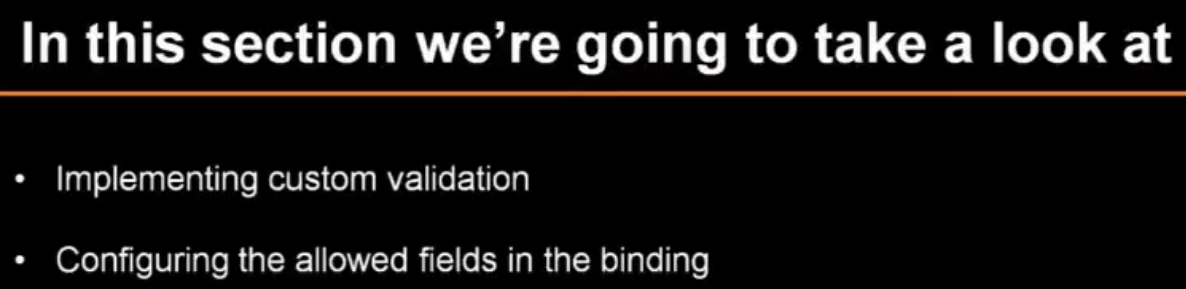 In this section we’re going to take a look at
• Implementing custom validation
• Configuring the allowed fields in the binding